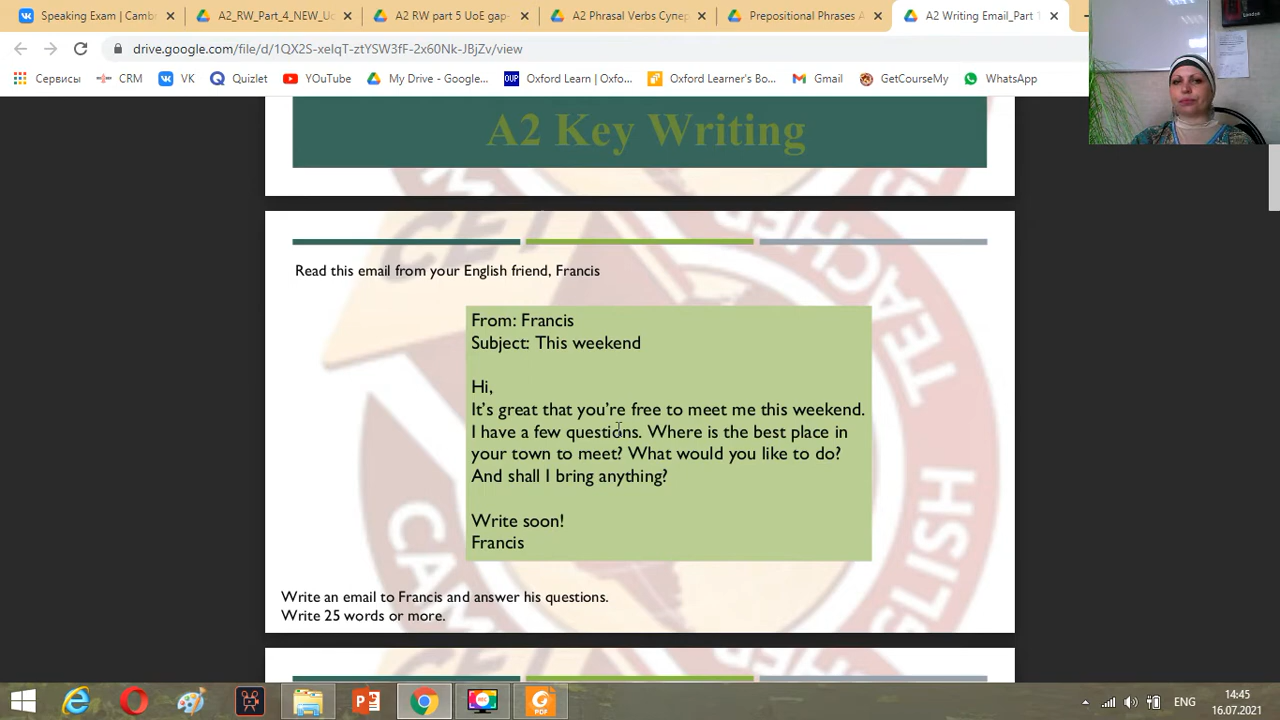 Speaking Exam | Camb
A2_RW_Part_4_NEW_U
A2 RW part 5 UoE gap-
A2 Phrasal Verbs Супер
Prepositional Phrases A
A2 Writing Email_Part 1
drive.google.com/file/d/1QX2S-xeIqT-ztYSW3fF-2x60Nk-JBjZv/view
Сервисы
CRM
VK
Quizlet
YouTube
My Drive - Google...
Oxford Learn | Oxfo...
Oxford Learner's Bo...
Gmail
GetCourseMy
WhatsApp
A2 Key Writing
Read this email from your English friend, Francis
From: Francis
Subject: This weekend
Hi,
It's great that you're free to meet me this weekend.
I have a few questions. Where is the best place in
your town to meet? What would you like to do?
And shall I bring anything?
Write soon!
Francis
Write an email to Francis and answer his questions.
Write 25 words or more.
TEACHER
CAM
LISH
ENG
14:45
16.07.2021